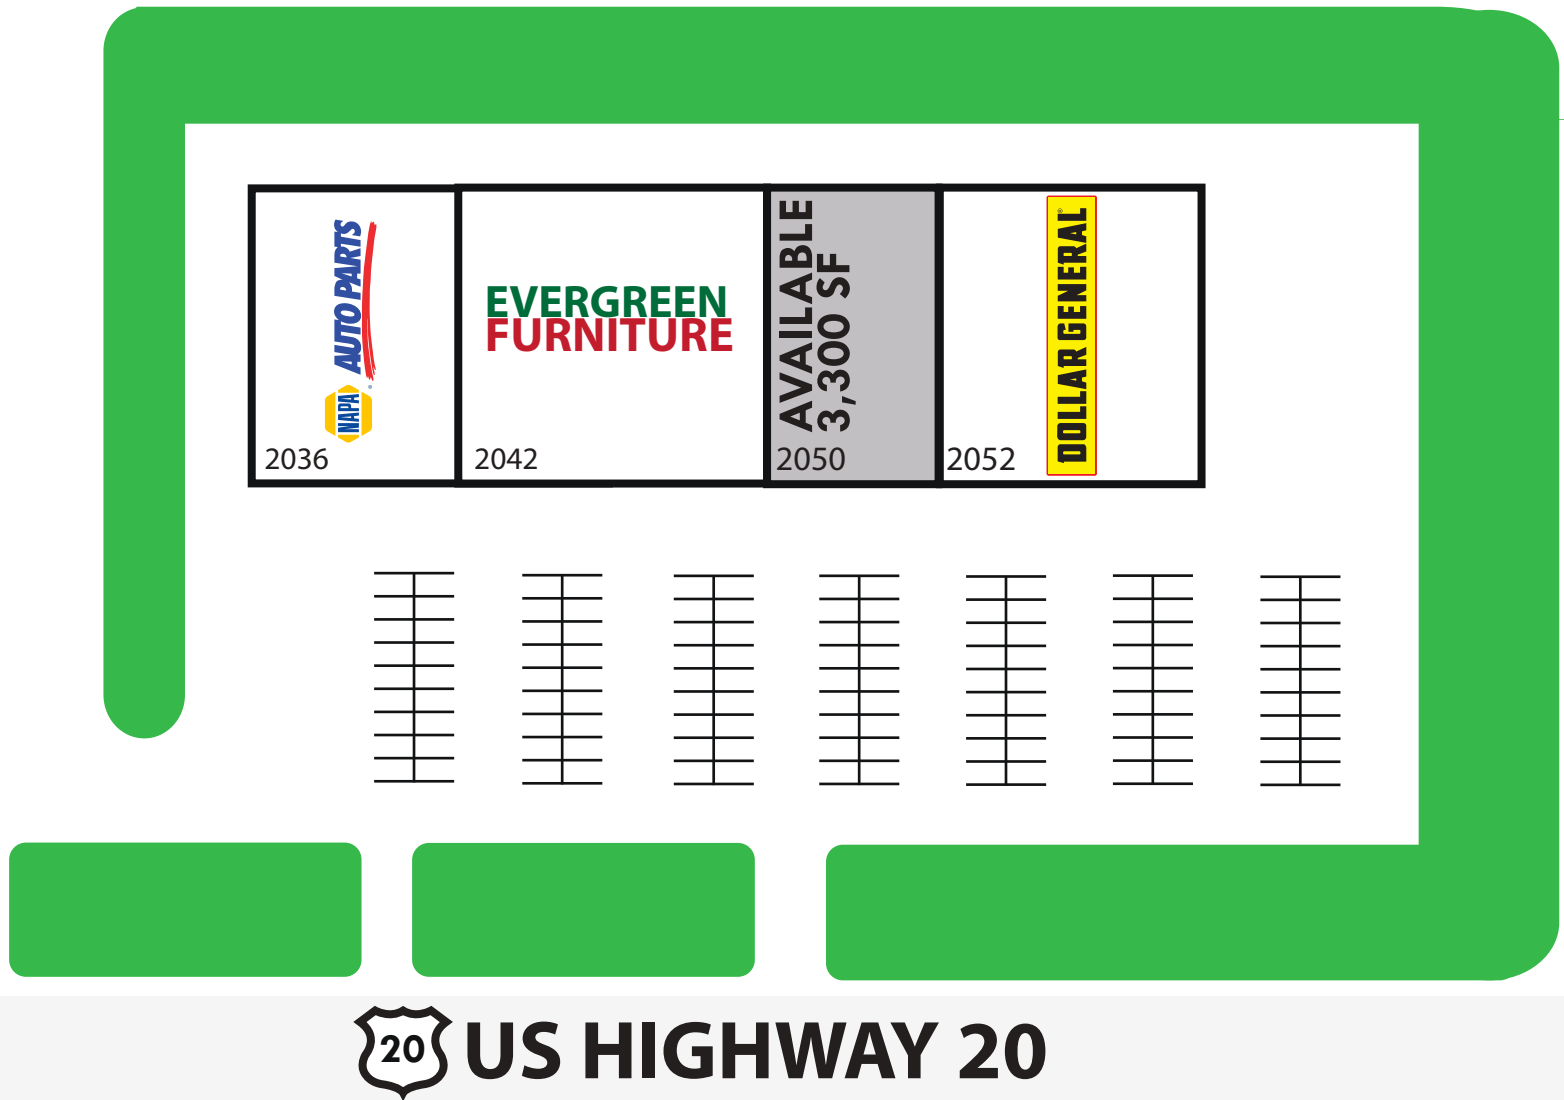 NAPA AUTO PARTS
2036
EVERGREEN
FURNITURE
2042
AVAILABLE
3,300 SF
2050
DOLLAR GENERAL®
2052
20 US HIGHWAY 20